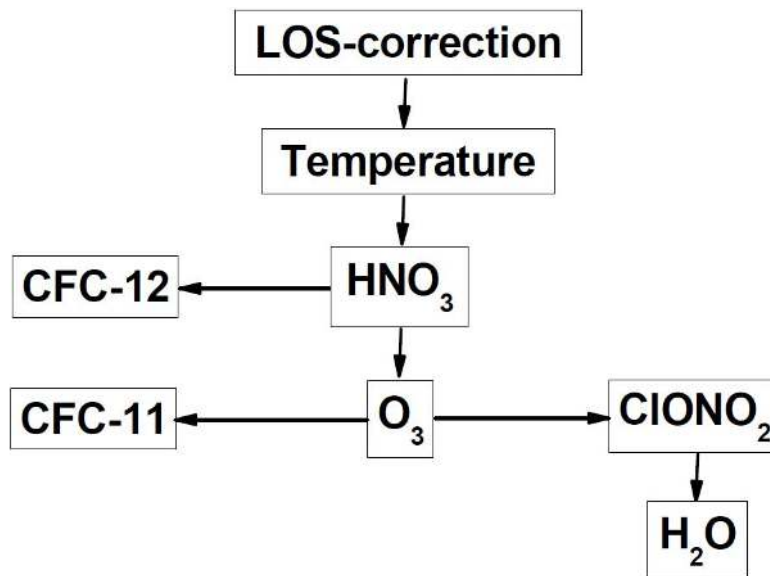 LOS-correction
Temperature
CFC-12
HNO₃
CFC-11
O₃
ClONO₂
H₂O